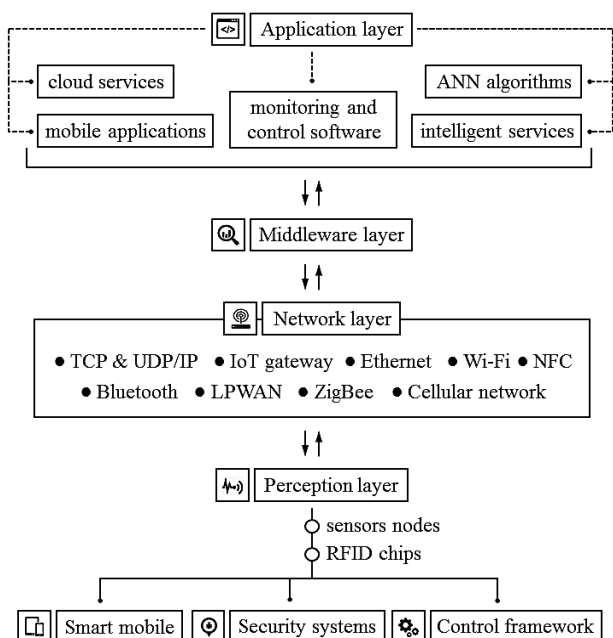 </> Application layer
cloud services
ANN algorithms
monitoring and
control software
mobile applications
intelligent services
Middleware layer
Network layer
● TCP & UDP/IP ● IoT gateway ● Ethernet ● Wi-Fi ● NFC
● Bluetooth ● LPWAN ● ZigBee ● Cellular network
Perception layer
sensors nodes
RFID chips
Smart mobile
Security systems
Control framework